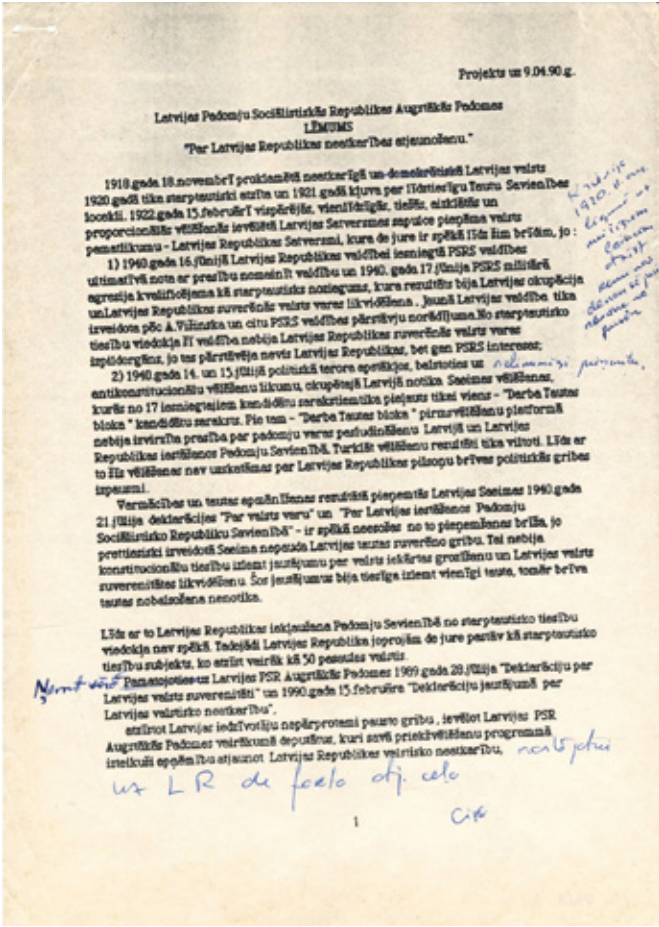 Projekts uz 9.04.90.g.
Latvijas Padomju Sociālistiskās Republikas Augstākās Padomes
LĒMUMS
"Par Latvijas Republikas neatkarības atjaunošanu."
1918.gada 18.novembrī proklamētā neatkarīgā un demokrātiskā Latvijas valsts
1920.gadā tika starptautiski atzīta un 1921.gadā kļuva par līdztiesīgu Tautu Savienības
locekli. 1922.gada 15.februārī vispārējās, vienlīdzīgās, tiešās, aizklātās un
proporcionālās vēlēšanās ievēlētā Latvijas Satversmes sapulce pieņēma valsts
pamatlikumu - Latvijas Republikas Satversmi, kura de jure ir spēkā līdz šim brīdim, jo :
1) 1940.gada 16.jūnijā Latvijas Republikas valdībai iesniegtā PSRS valdības
ultimatīvā nota ar prasību nomainīt valdību un 1940. gada 17.jūnija PSRS militārā
agresija kvalificējama kā starptautisks noziegums, kura rezultāts bija Latvijas okupācija
unLatvijas Republikas suverēnās valsts varas likvidēšana . Jaunā Latvijas valdība tika
izveidota pēc A.Višinska un citu PSRS valdības pārstāvju norādījuma.No starptautisko
tiesību viedokļa šī valdība nebija Latvijas Republikas suverēnās valsts varas
izpildorgāns, jo tas pārstāvēja nevis Latvijas Republikas, bet gan PSRS intereses;
2) 1940.gada 14. un 15.jūlijā politiskā terora apstākļos, balstoties uz
antikonstitucionālu vēlēšanu likumu, okupētajā Latvijā notika Saeimas vēlēšanas,
kurās no 17 iesniegtajiem kandidātu sarakstiemtika pieļauts tikai viens - "Darba Tautas
bloka " kandidātu saraksts. Pie tam - "Darba Tautas bloka " pirmsvēlēšanu platformā
nebija izvirzīta prasība par padomju varas pasludināšanu Latvijā un Latvijas
Republikas iestāšanos Padomju Savienībā. Turklāt vēlēšanu rezultāti tika viltoti. Līdz ar
to šīs vēlēšanas nav uzskatāmas par Latvijas Republikas pilsoņu brīvas politiskās gribas
izpausmi.
Varmācības un tautas apmānīšanas rezultātā pieņemtās Latvijas Saeimas 1940.gada
21.jūlija deklarācijas "Par valsts varu" un "Par Latvijas iestāšanos Padomju
Sociālistisko Republiku Savienībā" - ir spēkā neesošas no to pieņemšanas brīža, jo
prettiesiski izveidotā Saeima nepauda Latvijas tautas suverēno gribu. Tai nebija
konstitucionālu tiesību izlemt jautājumu par valsts iekārtas grozīšanu un Latvijas valsts
suverenitātes likvidēšanu. Šos jautājumus bija tiesīga izlemt vienīgi tauta, tomēr brīva
tautas nobalsošana nenotika.
Līdz ar to Latvijas Republikas iekļaušana Padomju Savienībā no starptautisko tiesību
viedokļa nav spēkā. Tadejādi Latvijas Republika joprojām de jure pastāv kā starptautisko
tiesību subjekts, ko atzīst vairāk kā 50 pasaules valstis.
Ņemot vērā Pamatojoties uz Latvijas PSR Augstākās Padomes 1989.gada 28.jūlija "Deklarāciju par
Latvijas valsts suverenitāti" un 1990.gada 15.februāra "Deklarāciju jautājumā par
Latvijas valstisko neatkarību",
atzīstot Latvijas iedzīvotāju nepārprotami pausto gribu , ievēlot Latvijas PSR
Augstākās Padomes vairākumā deputātus, kuri savā priekšvēlēšanu programmā
izteikuši apņēmību atjaunot Latvijas Republikas valstisko neatkarību, nostājoties
uz LR de facto atj. ceļa
1